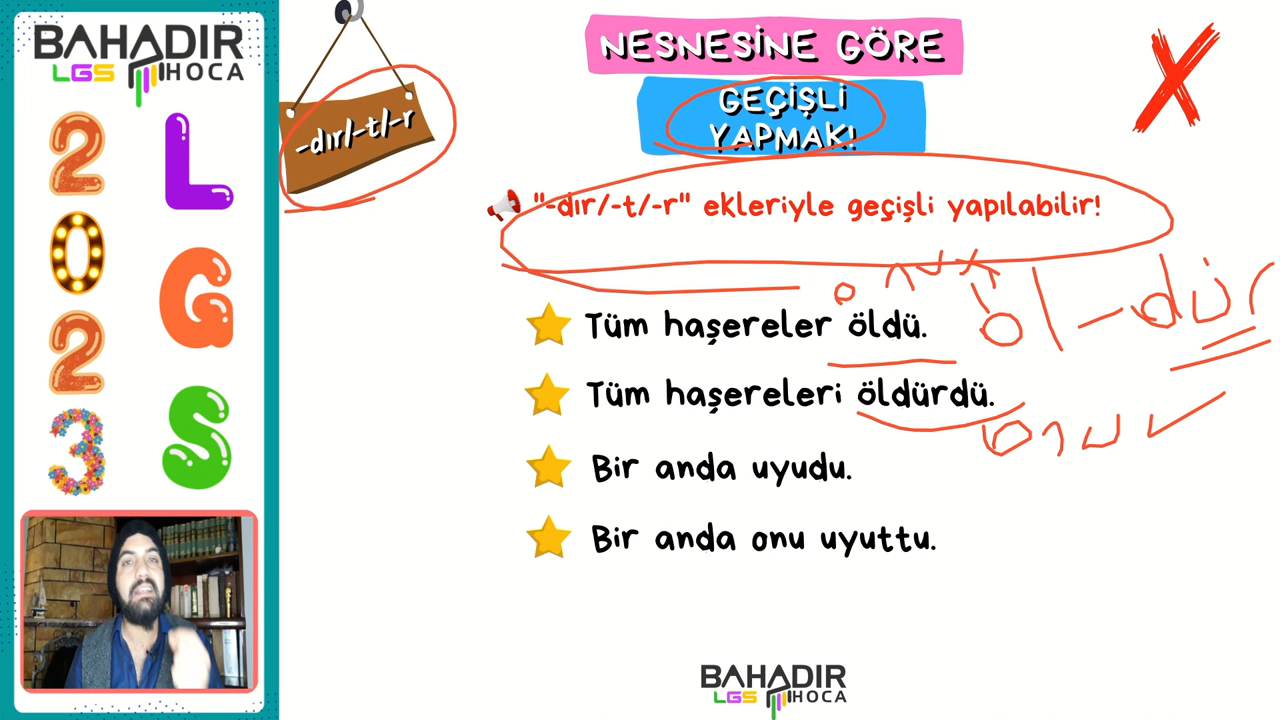 BAHADIR
LGS HOCA
2023
LGS
-dır/-t/-r
NESNESİNE GÖRE
GEÇİŞLİ
YAPMAK!
"-dır/-t/-r" ekleriyle geçişli yapılabilir!
Tüm haşereler öldü.
öl-dür
Tüm haşereleri öldürdü.
onu
Bir anda uyudu.
Bir anda onu uyuttu.
BAHADIR
LGS HOCA